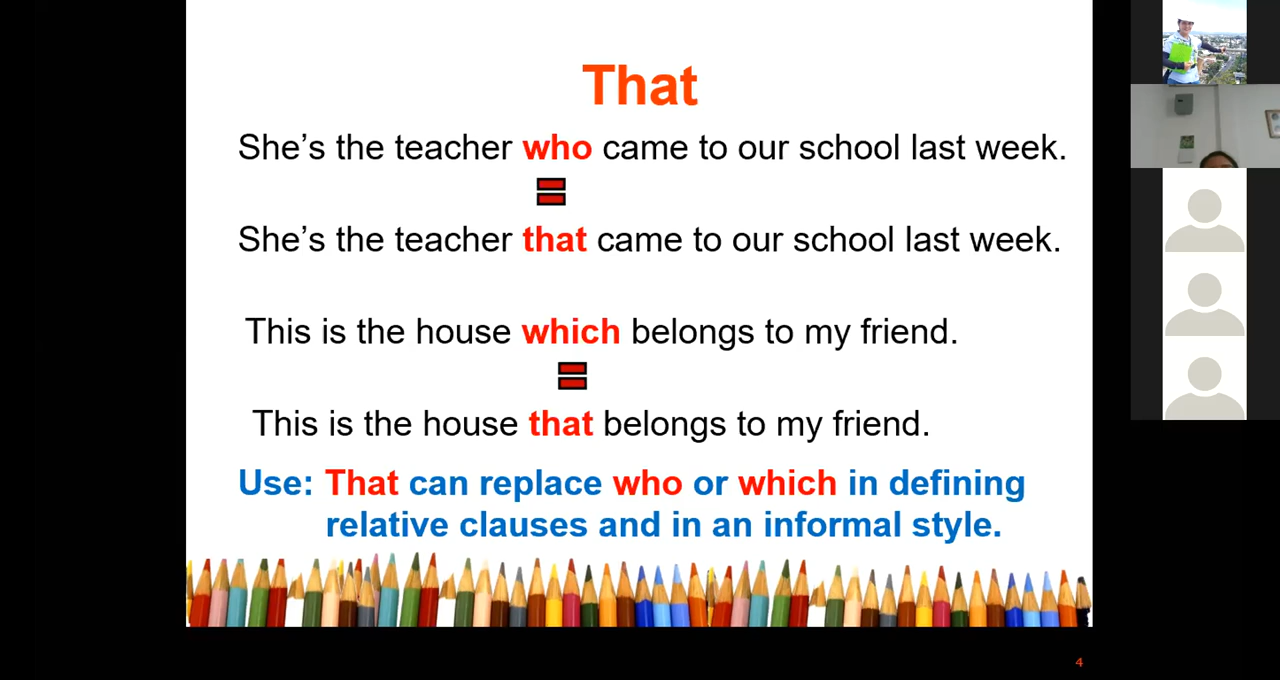 That
She’s the teacher who came to our school last week.
=
She’s the teacher that came to our school last week.
This is the house which belongs to my friend.
=
This is the house that belongs to my friend.
Use: That can replace who or which in defining
relative clauses and in an informal style.
4